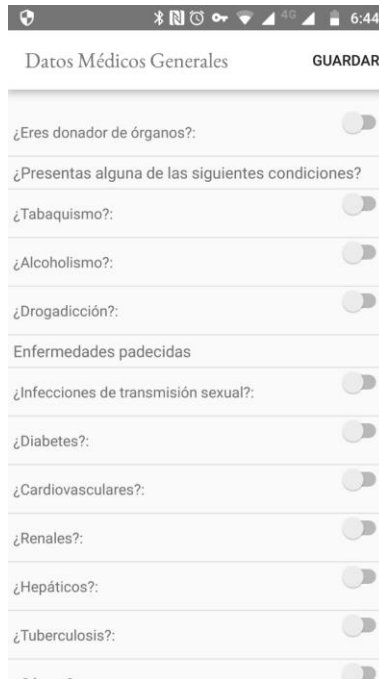 4G 6:44
Datos Médicos Generales GUARDAR
¿Eres donador de órganos?:
¿Presentas alguna de las siguientes condiciones?
¿Tabaquismo?:
¿Alcoholismo?:
¿Drogadicción?:
Enfermedades padecidas
¿Infecciones de transmisión sexual?:
¿Diabetes?:
¿Cardiovasculares?:
¿Renales?:
¿Hepáticos?:
¿Tuberculosis?: